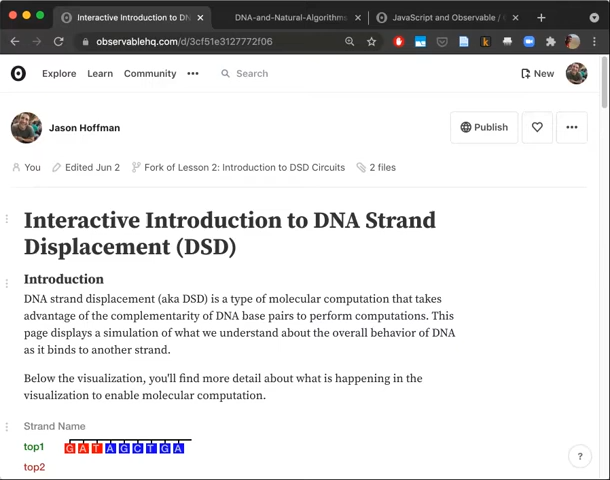 Interactive Introduction to DN
DNA-and-Natural-Algorithms
JavaScript and Observable /
observablehq.com/d/3cf51e3127772f06
Explore Learn Community Search New
Jason Hoffman
Publish
You Edited Jun 2 Fork of Lesson 2: Introduction to DSD Circuits 2 files
Interactive Introduction to DNA Strand
Displacement (DSD)
Introduction
DNA strand displacement (aka DSD) is a type of molecular computation that takes
advantage of the complementarity of DNA base pairs to perform computations. This
page displays a simulation of what we understand about the overall behavior of DNA
as it binds to another strand.
Below the visualization, you'll find more detail about what is happening in the
visualization to enable molecular computation.
Strand Name
top1 GATAGCTGA
top2
?